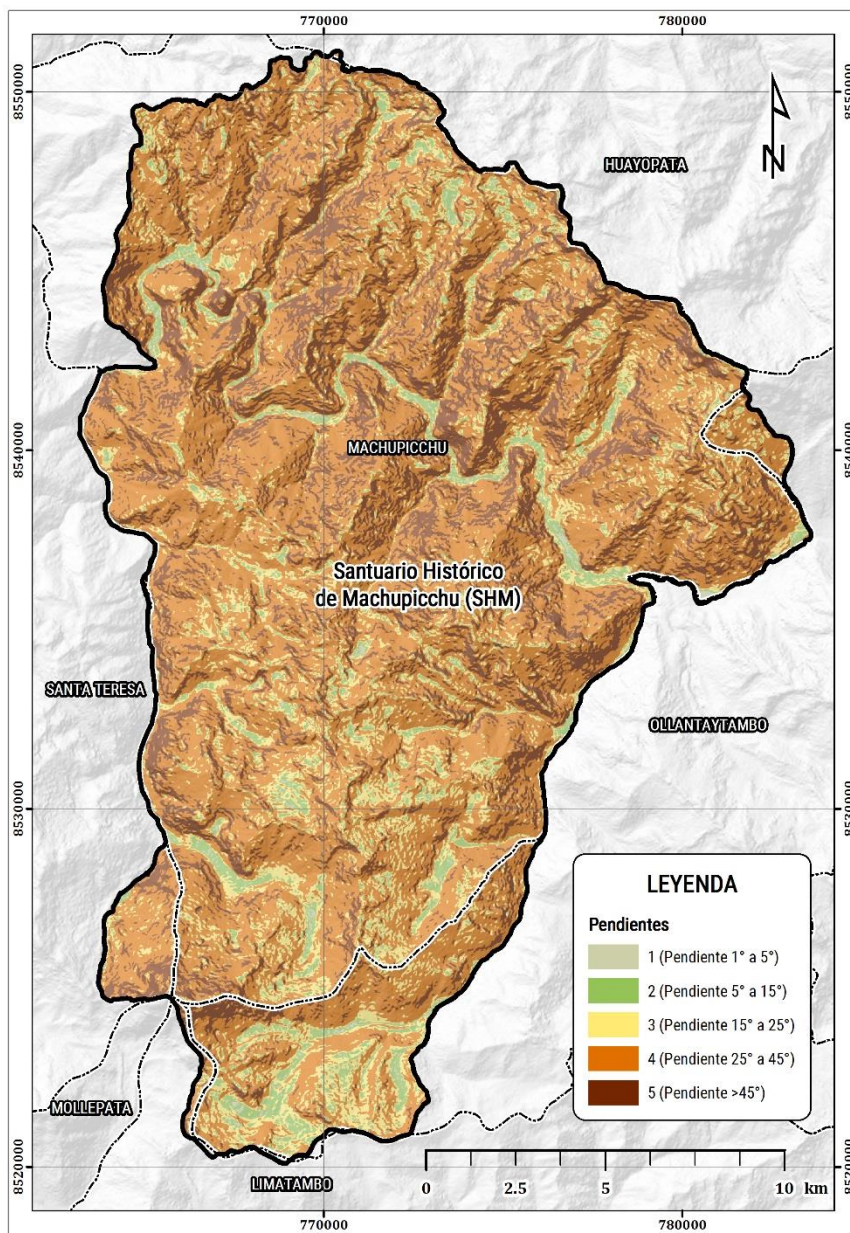 770000
780000
8550000
8550000
N
HUAYOPATA
8540000
MACHUPICCHU
8540000
Santuario Histórico
de Machupicchu (SHM)
SANTA TERESA
OLLANTAYTAMBO
8530000
8530000
LEYENDA
Pendientes
1 (Pendiente 1° a 5°)
2 (Pendiente 5° a 15°)
3 (Pendiente 15° a 25°)
4 (Pendiente 25° a 45°)
5 (Pendiente >45°)
MOLLEPATA
8520000
LIMATAMBO
0 2.5 5 10 km
8520000
770000
780000